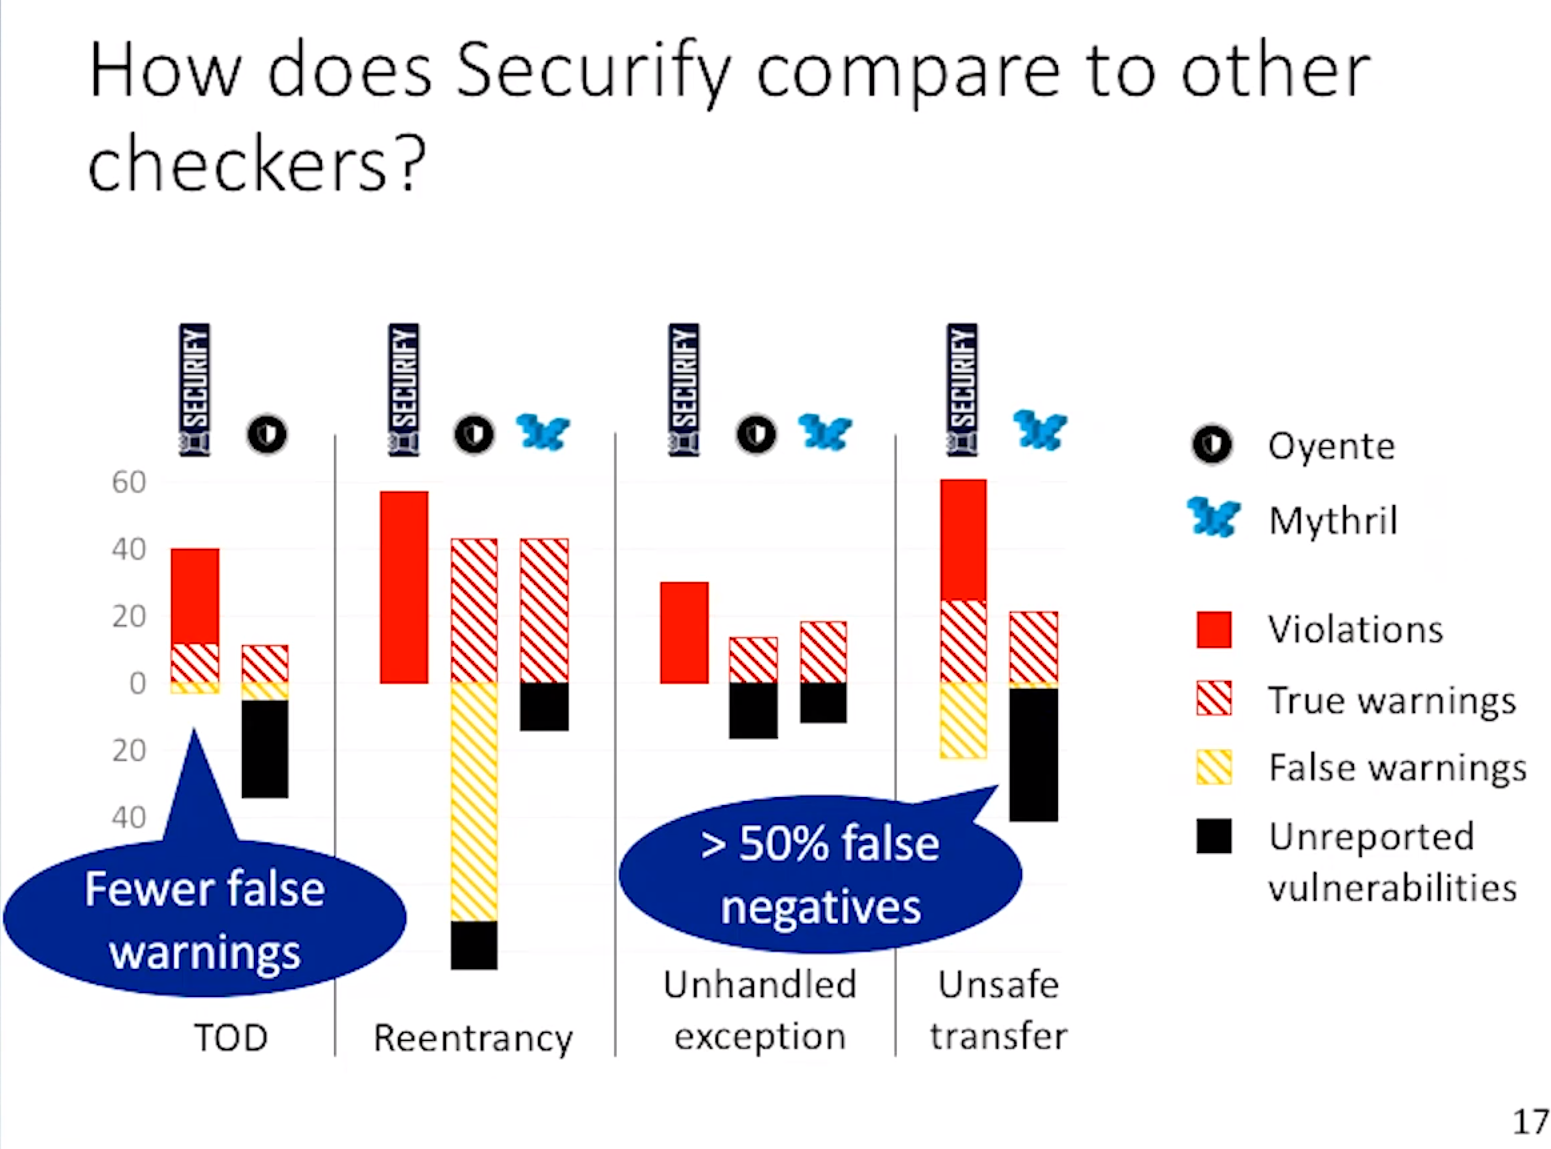 How does Securify compare to other
checkers?
SECURIFY
SECURIFY
SECURIFY
SECURIFY
Oyente
Mythril
60
40
20
0
20
40
Violations
True warnings
False warnings
Unreported
vulnerabilities
Fewer false
warnings
> 50% false
negatives
TOD
Reentrancy
Unhandled
exception
Unsafe
transfer
17